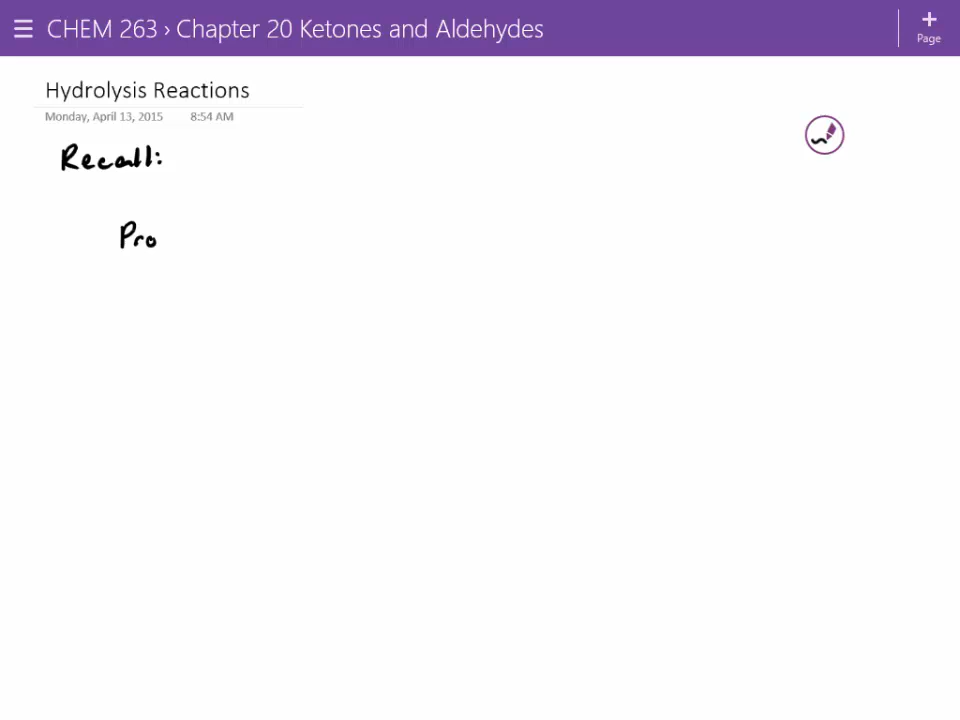 CHEM 263 › Chapter 20 Ketones and Aldehydes
+ Page
Hydrolysis Reactions
Monday, April 13, 2015 8:54 AM
Recall:
Pro